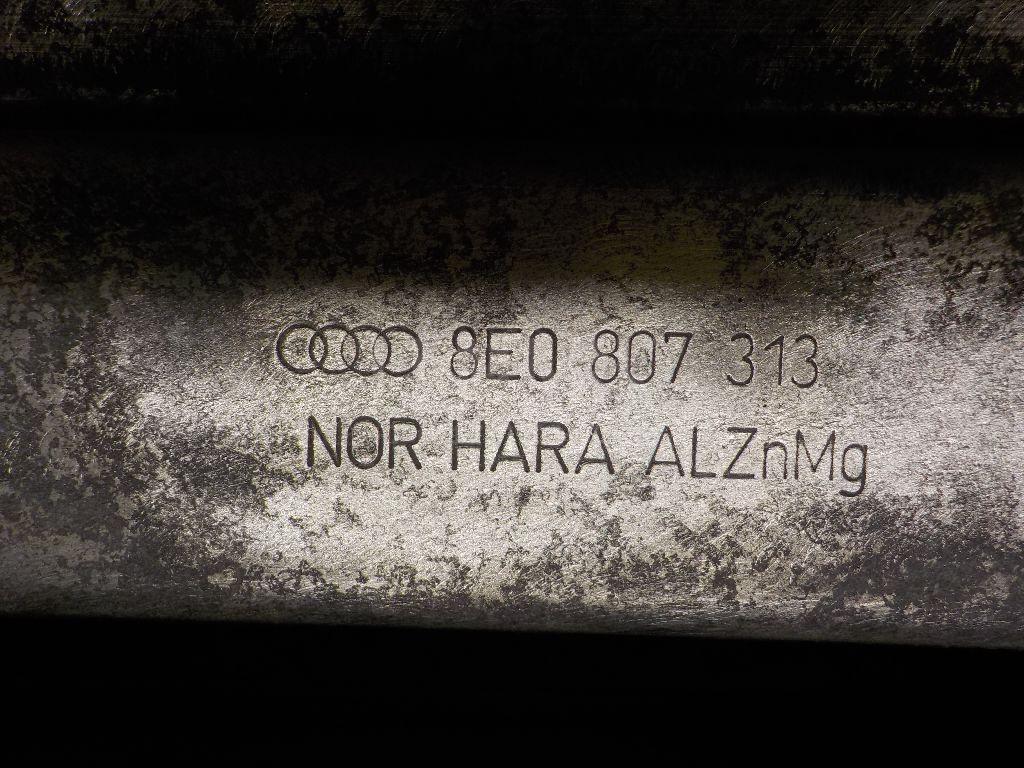 8E0 807 313
NOR HARA ALZnMg